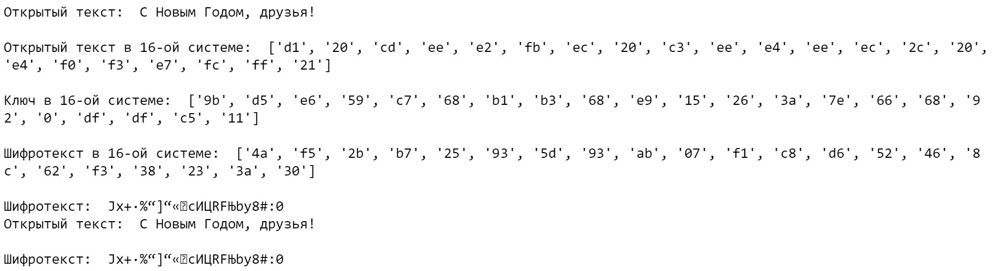 Открытый текст:  С Новым Годом, друзья!
Открытый текст в 16-ой системе:  ['d1', '20', 'cd', 'ee', 'e2', 'fb', 'ec', '20', 'c3', 'ee', 'e4', 'ee', 'ec', '2c', '20',
'e4', 'f0', 'f3', 'e7', 'fc', 'ff', '21']
Ключ в 16-ой системе:  ['9b', 'd5', 'e6', '59', 'c7', '68', 'b1', 'b3', '68', 'e9', '15', '26', '3a', '7e', '66', '68', '9
2', '0', 'df', 'df', 'c5', '11']
Шифротекст в 16-ой системе:  ['4a', 'f5', '2b', 'b7', '25', '93', '5d', '93', 'ab', '07', 'f1', 'c8', 'd6', '52', '46', '8
c', '62', 'f3', '38', '23', '3a', '30']
Шифротекст:  Jх+·%“]“«сИЦRFЊbу8#:0
Открытый текст:  С Новым Годом, друзья!
Шифротекст:  Jх+·%“]“«сИЦRFЊbу8#:0